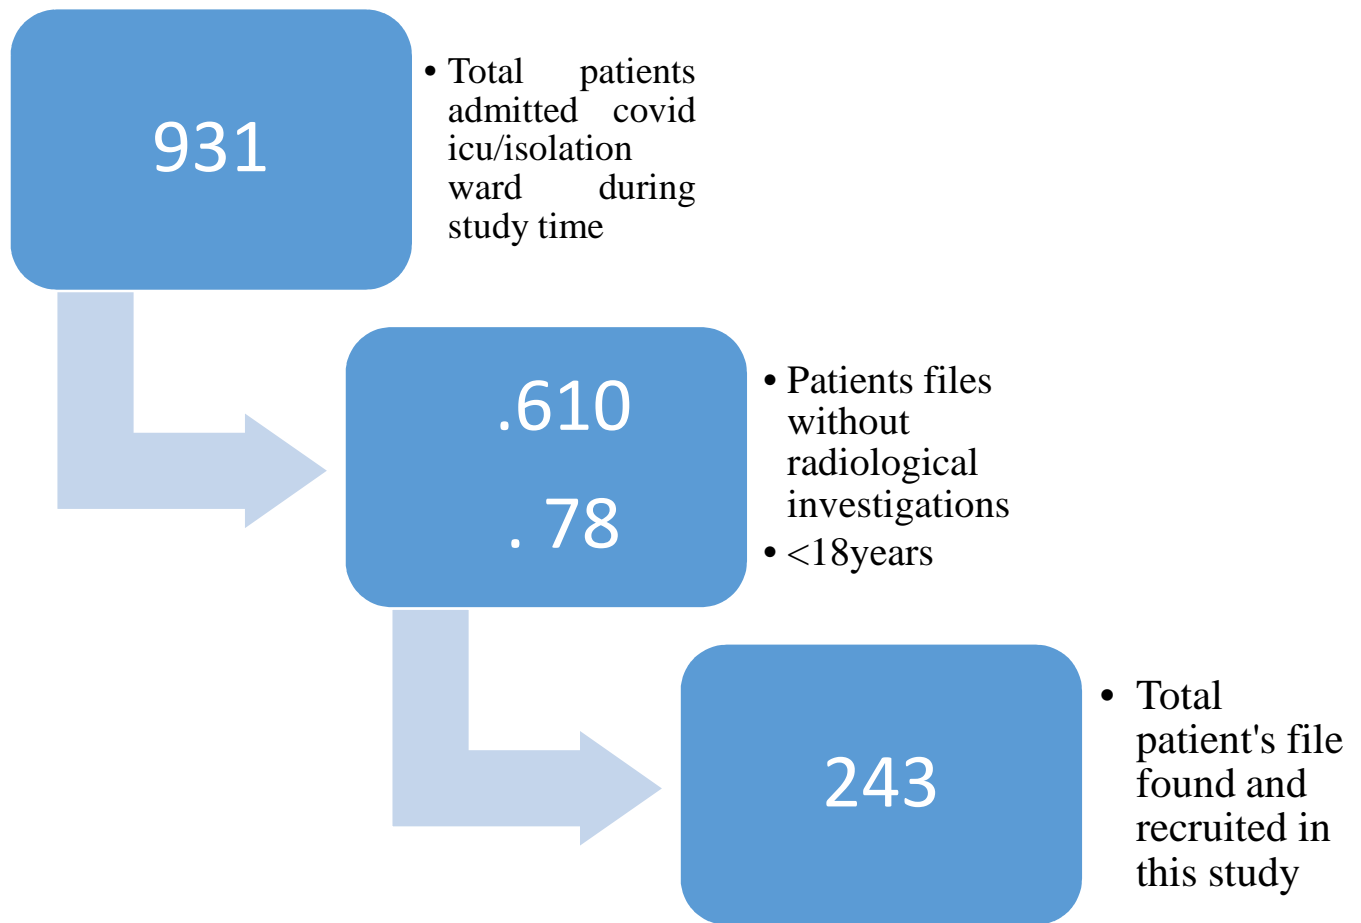 931
• Total patients
admitted covid
icu/isolation
ward during
study time
.610
. 78
• Patients files
without
radiological
investigations
• <18years
243
• Total
patient's file
found and
recruited in
this study